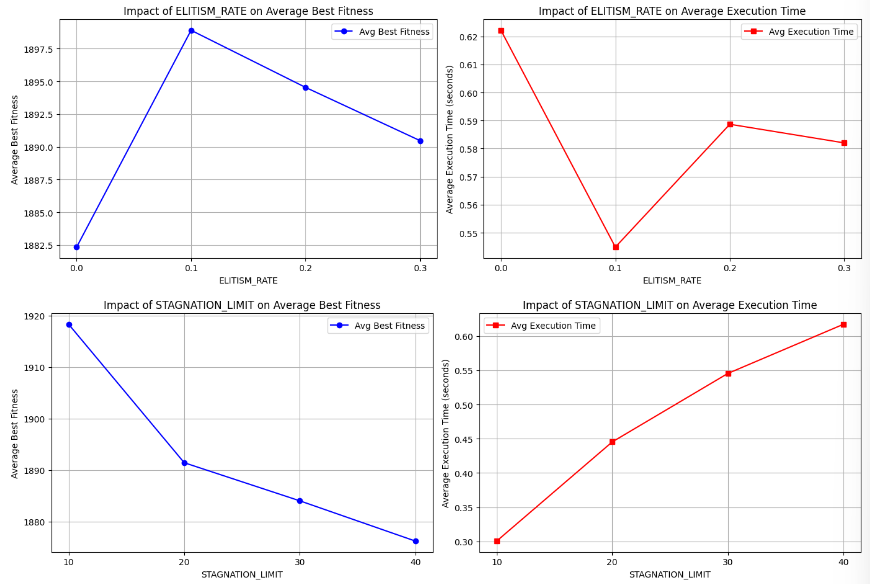 Impact of ELITISM_RATE on Average Best Fitness
Avg Best Fitness
Average Best Fitness
1897.5
1895.0
1892.5
1890.0
1887.5
1885.0
1882.5
0.0 0.1 0.2 0.3
ELITISM_RATE
Impact of ELITISM_RATE on Average Execution Time
Avg Execution Time
Average Execution Time (seconds)
0.62
0.61
0.60
0.59
0.58
0.57
0.56
0.55
0.0 0.1 0.2 0.3
ELITISM_RATE
Impact of STAGNATION_LIMIT on Average Best Fitness
Avg Best Fitness
Average Best Fitness
1920
1910
1900
1890
1880
10 20 30 40
STAGNATION_LIMIT
Impact of STAGNATION_LIMIT on Average Execution Time
Avg Execution Time
Average Execution Time (seconds)
0.60
0.55
0.50
0.45
0.40
0.35
0.30
10 20 30 40
STAGNATION_LIMIT